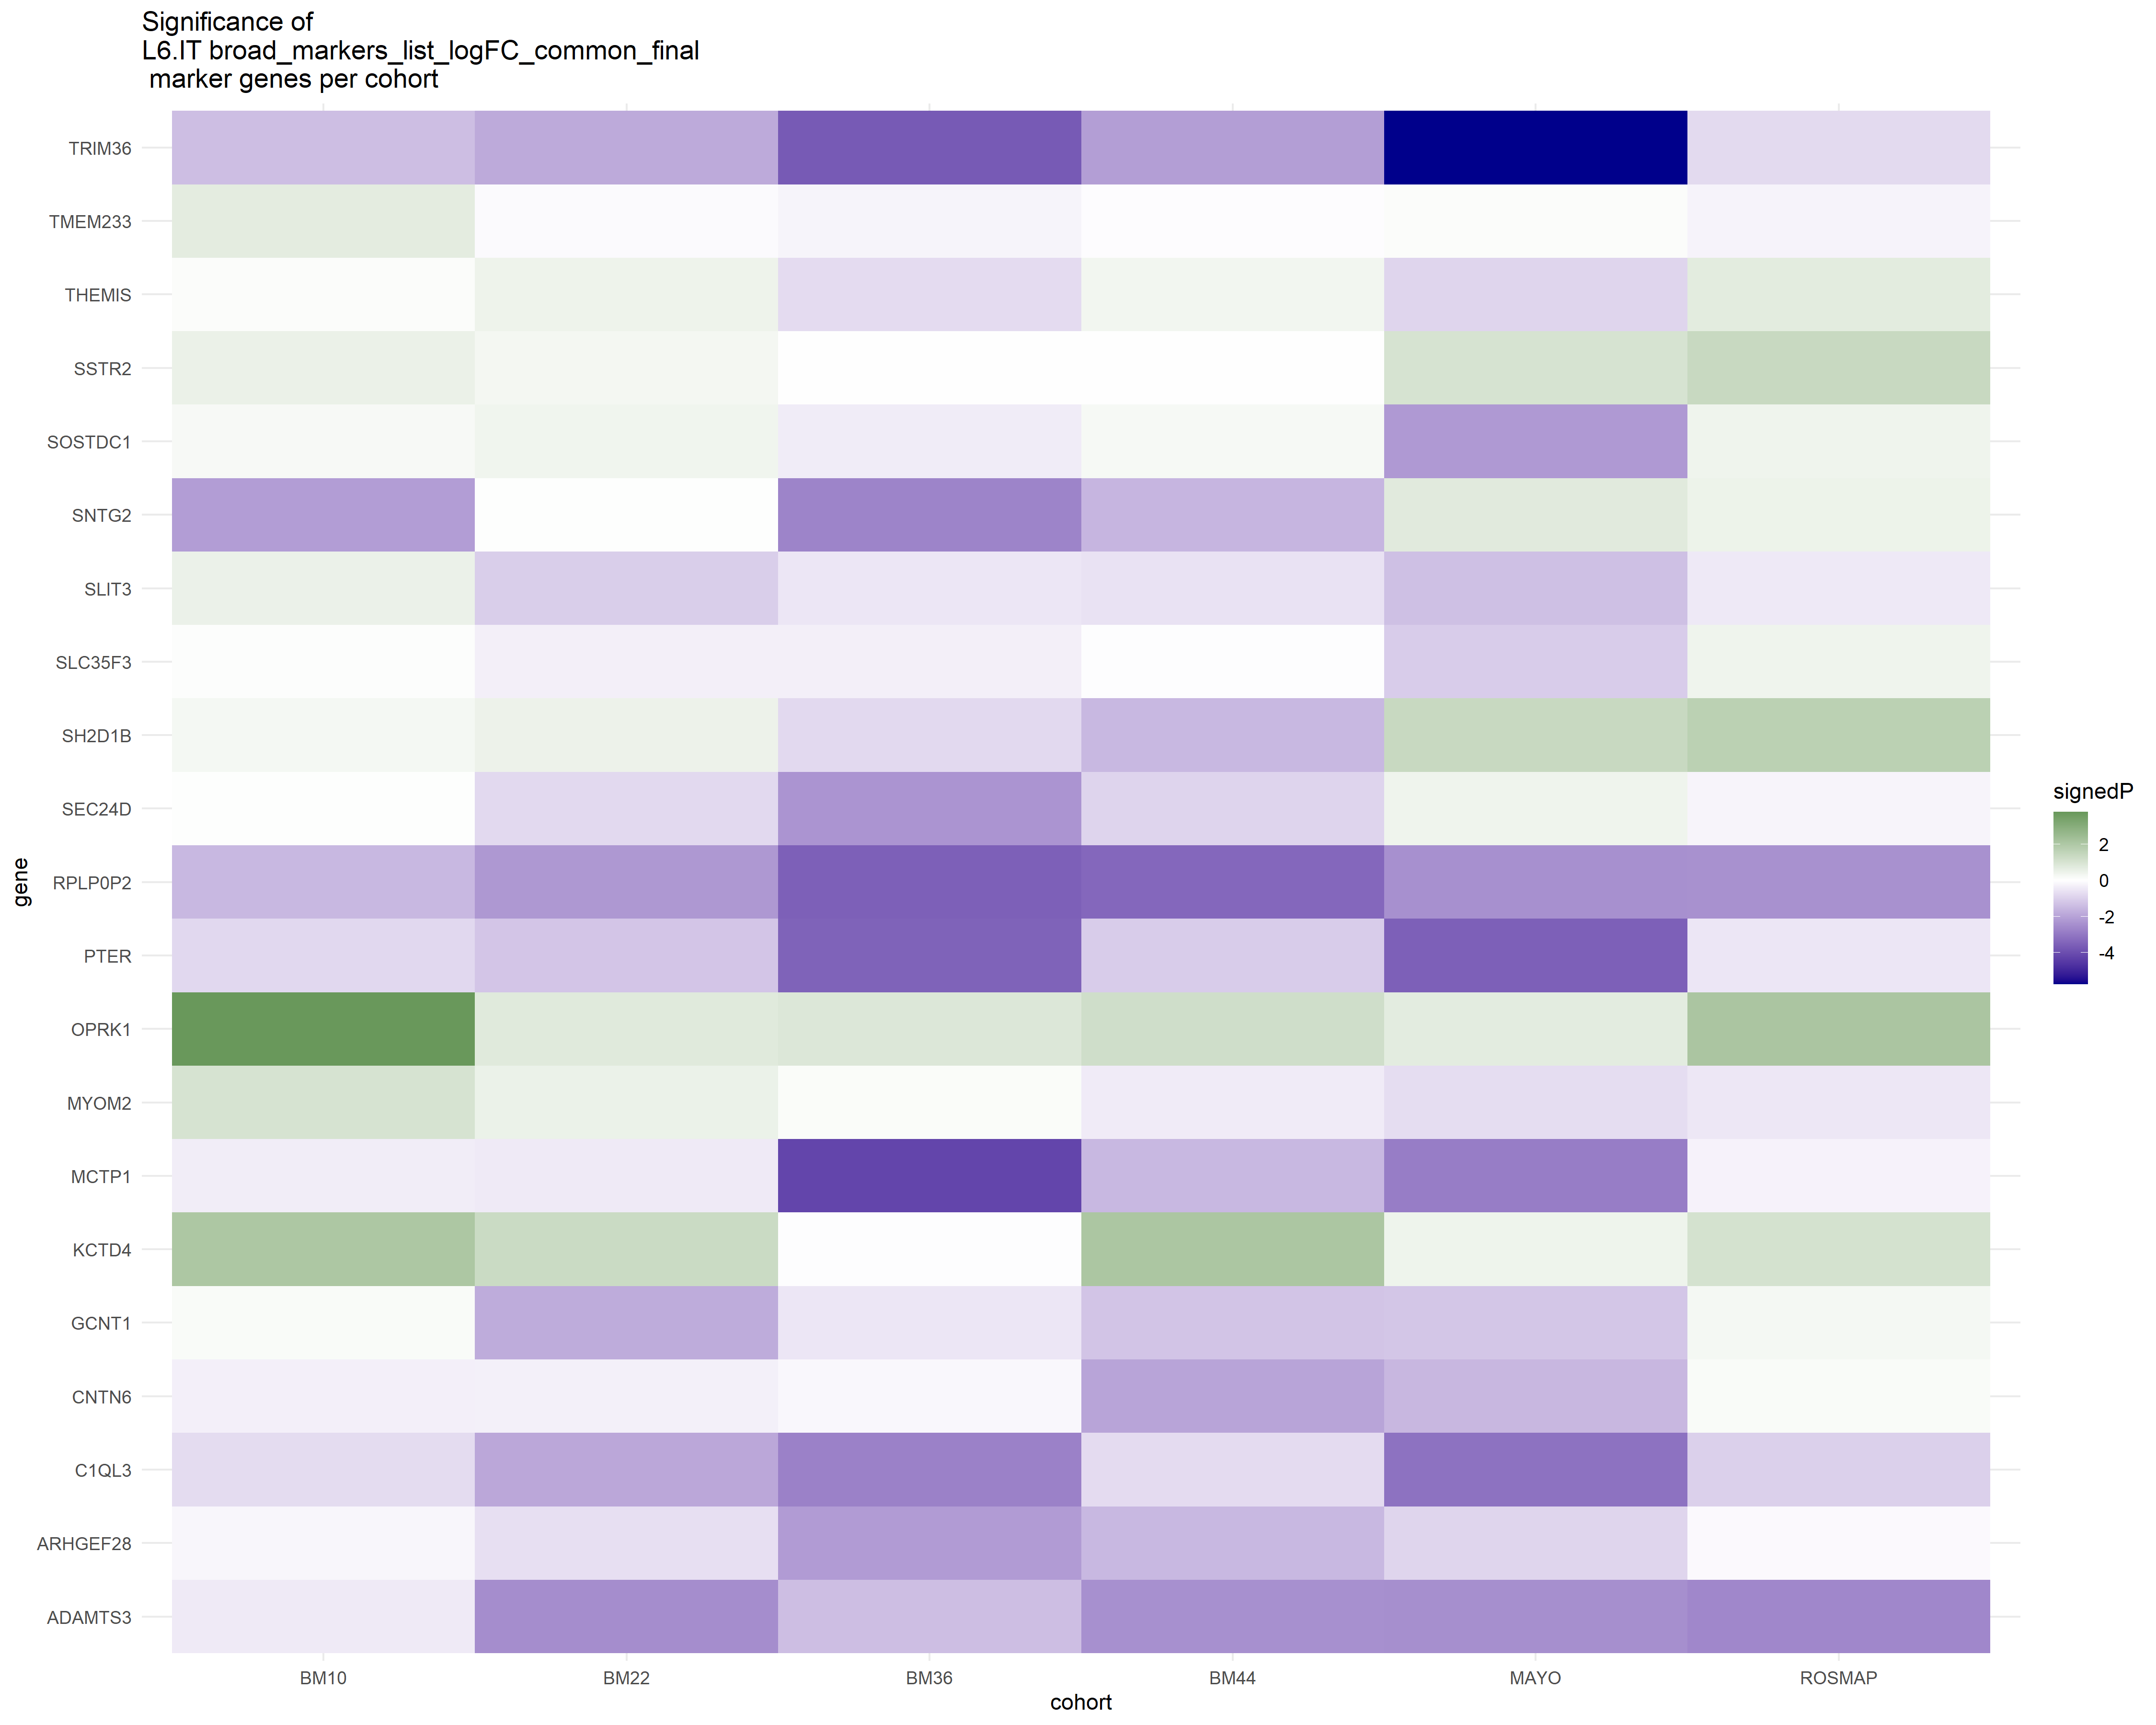 Significance of
L6.IT broad_markers_list_logFC_common_final
marker genes per cohort
TRIM36
TMEM233
THEMIS
SSTR2
SOSTDC1
SNTG2
SLIT3
SLC35F3
SH2D1B
SEC24D
RPLP0P2
PTER
OPRK1
MYOM2
MCTP1
KCTD4
GCNT1
CNTN6
C1QL3
ARHGEF28
ADAMTS3
gene
BM10 BM22 BM36 BM44 MAYO ROSMAP
cohort
signedP
2
0
-2
-4